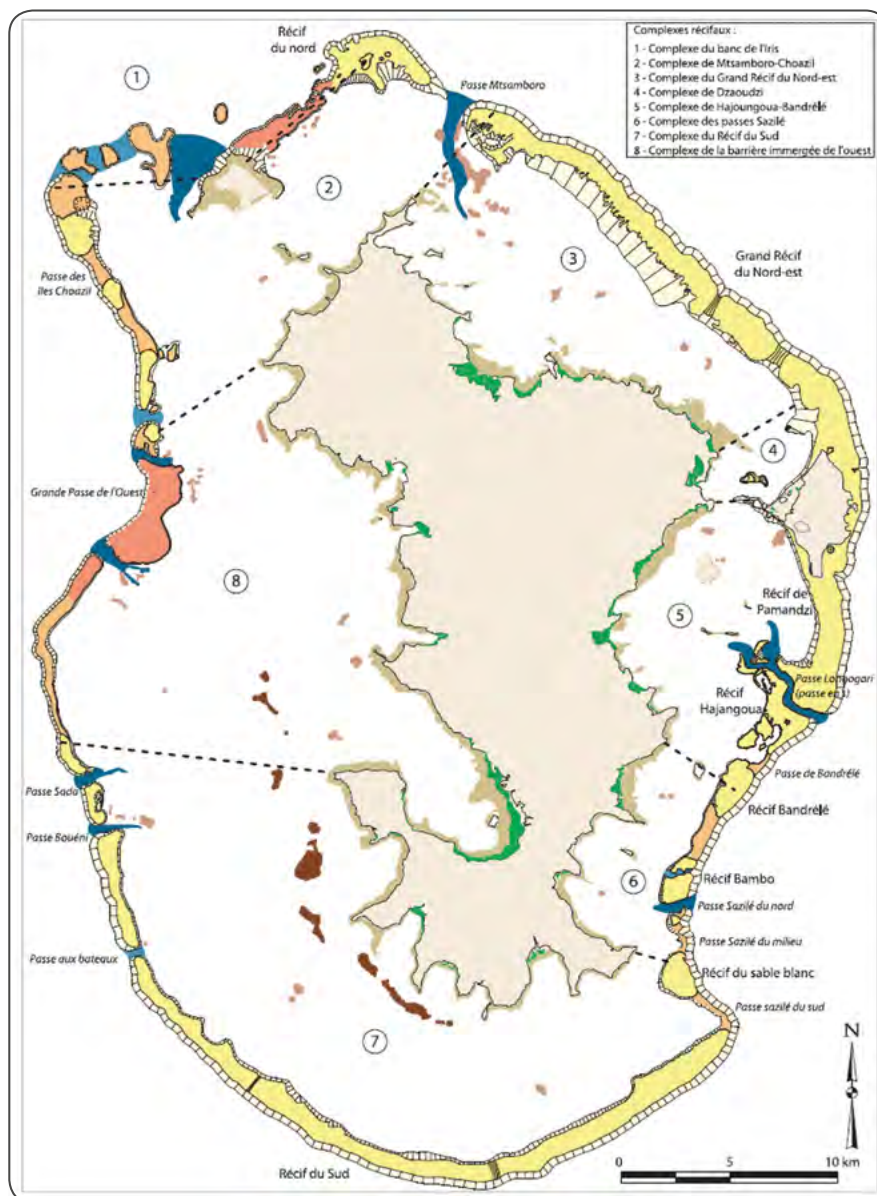 Complexes récifaux :
1 - Complexe du banc de l'Iris
2 - Complexe de Mtsamboro-Choazil
3 - Complexe du Grand Récif du Nord-est
4 - Complexe de Dzaoudzi
5 - Complexe de Hajoungoua-Bandrélé
6 - Complexe des passes Sazilé
7 - Complexe du Récif du Sud
8 - Complexe de la barrière immergée de l'ouest
Récif
du nord
1
Passe Mtsamboro
2
3
Grand Récif
du Nord-est
Passe des
îles Choazil
4
Grande Passe de l'Ouest
8
5
Récif de
Pamandzi
Passe Longogari
(passe en s)
Récif
Hajangoua
Passe de Bandrélé
Passe Sada
Récif Bandrélé
Passe Bouéni
6
Récif Bambo
Passe Sazilé du nord
Passe Sazilé du milieu
Passe aux bateaux
Récif du sable blanc
Passe sazilé du sud
7
N
Récif du Sud
0 5 10 km